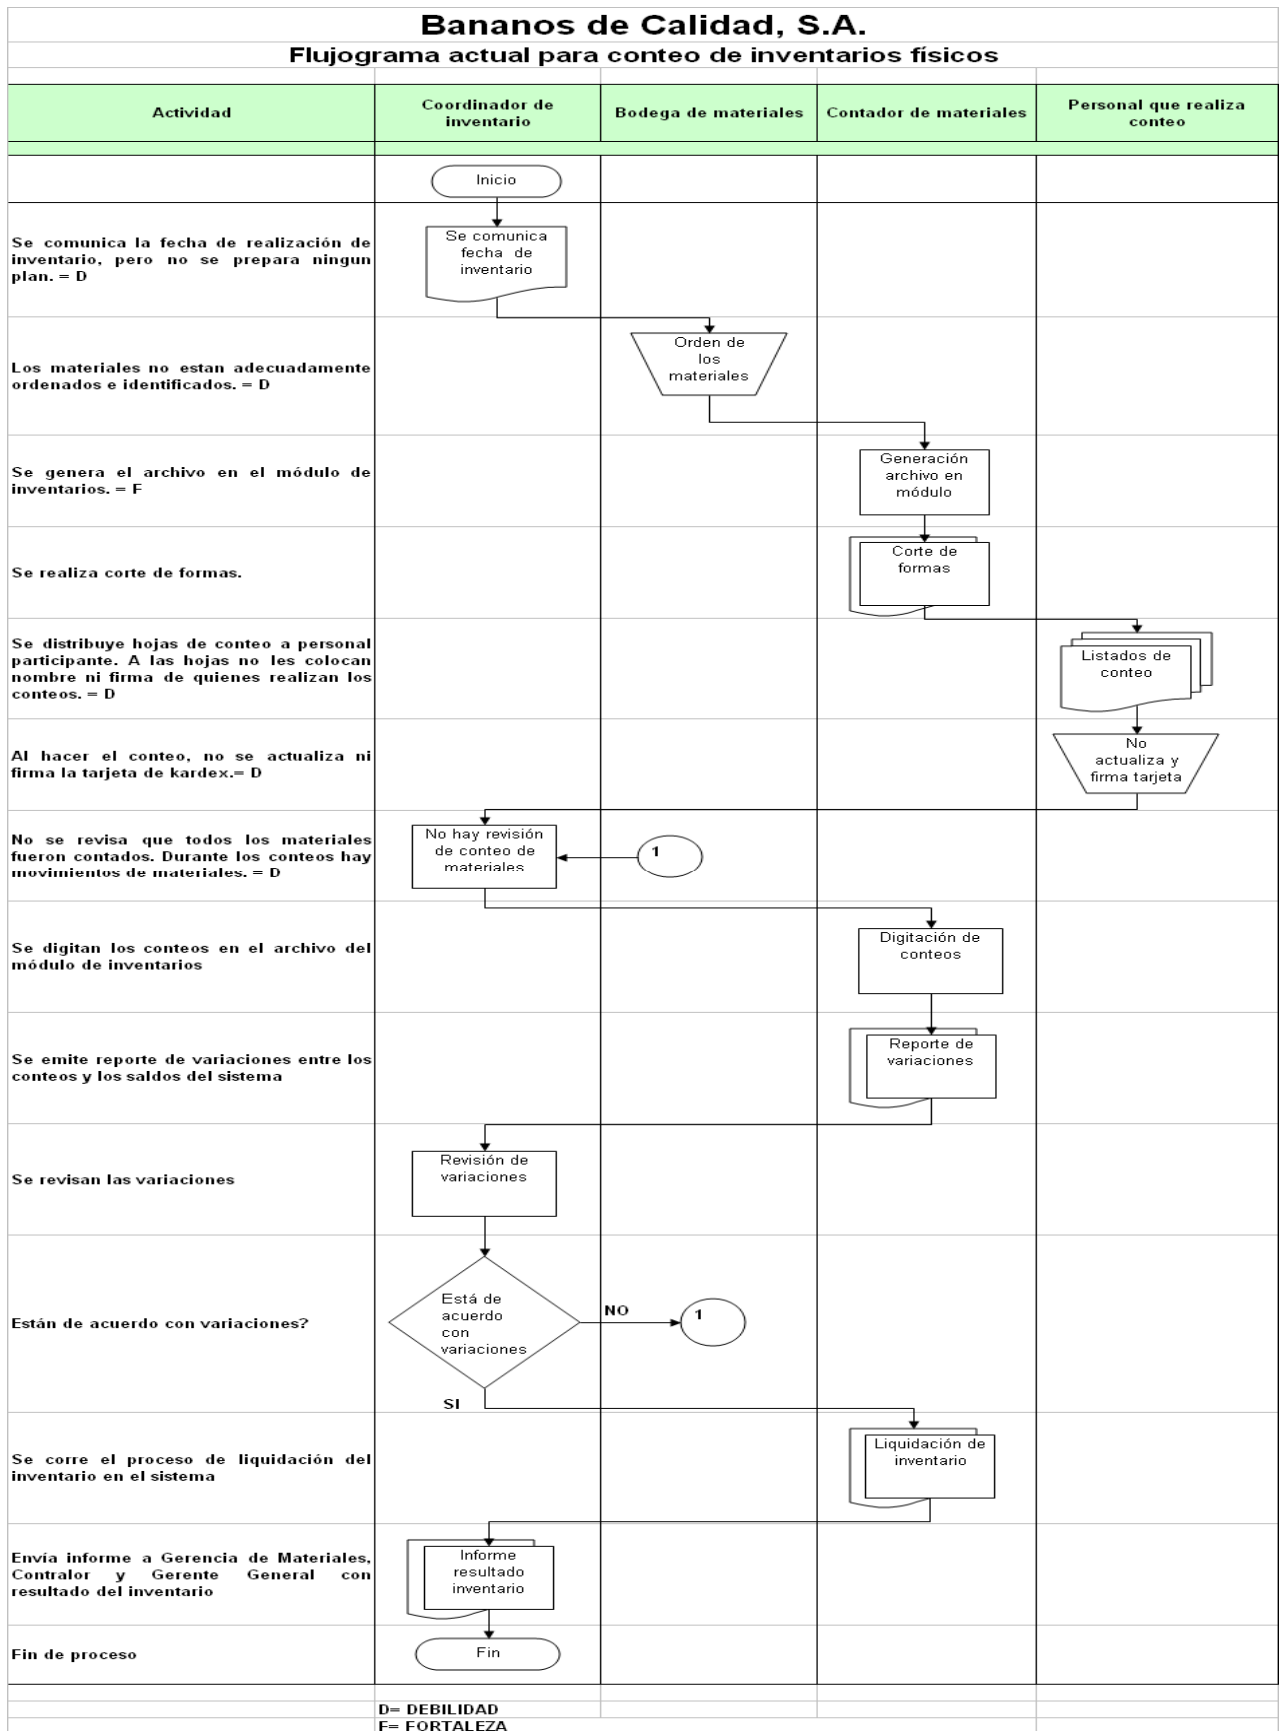 Bananos de Calidad, S.A.
Flujograma actual para conteo de inventarios físicos
Actividad
Coordinador de
inventario
Bodega de materiales
Contador de materiales
Personal que realiza
conteo
Inicio
Se comunica la fecha de realización de
inventario, pero no se prepara ningun
plan. = D
Se comunica
fecha de
inventario
Los materiales no estan adecuadamente
ordenados e identificados. = D
Orden de
los
materiales
Se genera el archivo en el módulo de
inventarios. = F
Generación
archivo en
módulo
Se realiza corte de formas.
Corte de
formas
Se distribuye hojas de conteo a personal
participante. A las hojas no les colocan
nombre ni firma de quienes realizan los
conteos. = D
Listados de
conteo
Al hacer el conteo, no se actualiza ni
firma la tarjeta de kardex.= D
No
actualiza y
firma tarjeta
No se revisa que todos los materiales
fueron contados. Durante los conteos hay
movimientos de materiales. = D
No hay revisión
de conteo de
materiales
1
Se digitan los conteos en el archivo del
módulo de inventarios
Digitación de
conteos
Se emite reporte de variaciones entre los
conteos y los saldos del sistema
Reporte de
variaciones
Se revisan las variaciones
Revisión de
variaciones
Están de acuerdo con variaciones?
Está de
acuerdo
con
variaciones
NO
1
SI
Se corre el proceso de liquidación del
inventario en el sistema
Liquidación de
inventario
Envía informe a Gerencia de Materiales,
Contralor y Gerente General con
resultado del inventario
Informe
resultado
inventario
Fin de proceso
Fin
D= DEBILIDAD
F= FORTALEZA